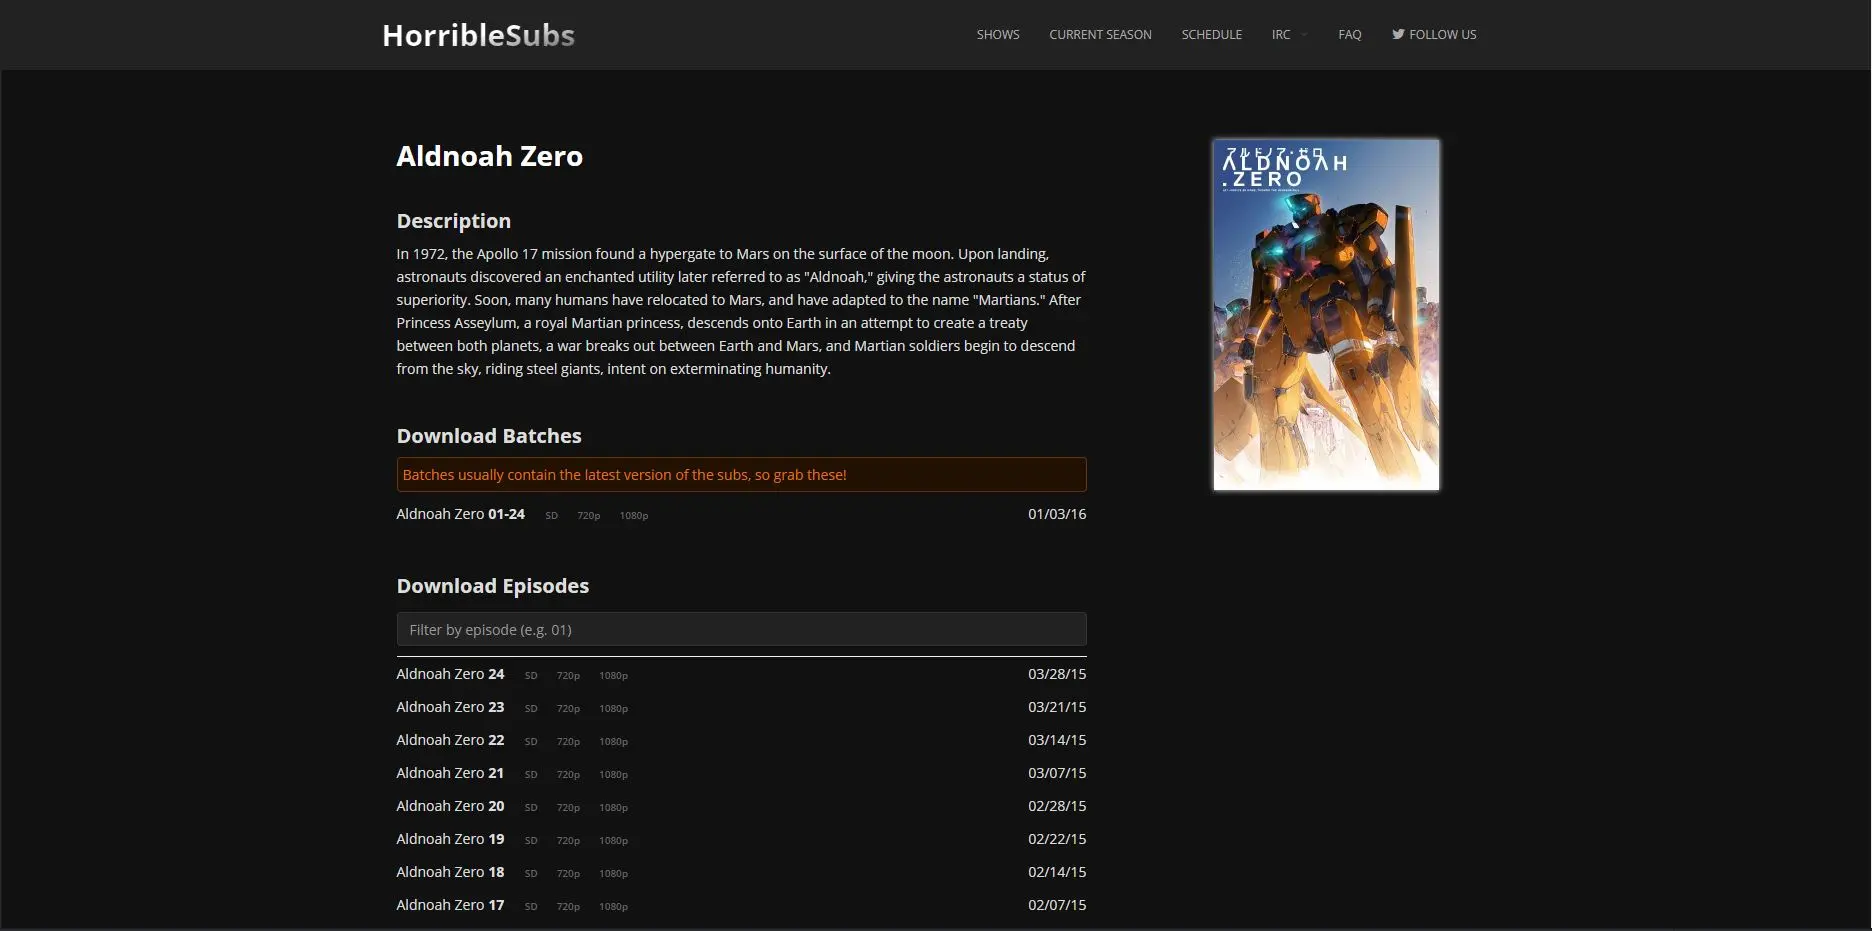 HorribleSubs
SHOWS CURRENT SEASON SCHEDULE IRC FAQ FOLLOW US
Aldnoah Zero
アルドノア・ゼロ
ALDNOAH
.ZERO
Description
In 1972, the Apollo 17 mission found a hypergate to Mars on the surface of the moon. Upon landing,
astronauts discovered an enchanted utility later referred to as "Aldnoah," giving the astronauts a status of
superiority. Soon, many humans have relocated to Mars, and have adapted to the name "Martians." After
Princess Asseylum, a royal Martian princess, descends onto Earth in an attempt to create a treaty
between both planets, a war breaks out between Earth and Mars, and Martian soldiers begin to descend
from the sky, riding steel giants, intent on exterminating humanity.
Download Batches
Batches usually contain the latest version of the subs, so grab these!
Aldnoah Zero 01-24 SD 720p 1080p 01/03/16
Download Episodes
Filter by episode (e.g. 01)
Aldnoah Zero 24 SD 720p 1080p 03/28/15
Aldnoah Zero 23 SD 720p 1080p 03/21/15
Aldnoah Zero 22 SD 720p 1080p 03/14/15
Aldnoah Zero 21 SD 720p 1080p 03/07/15
Aldnoah Zero 20 SD 720p 1080p 02/28/15
Aldnoah Zero 19 SD 720p 1080p 02/22/15
Aldnoah Zero 18 SD 720p 1080p 02/14/15
Aldnoah Zero 17 SD 720p 1080p 02/07/15